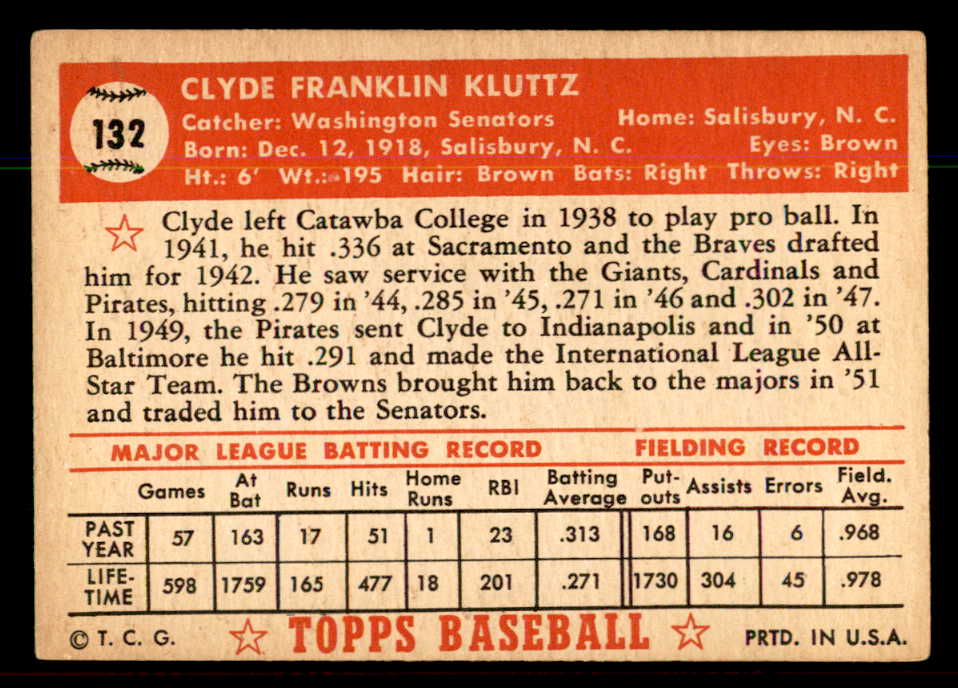 132
CLYDE FRANKLIN KLUTTZ
Catcher: Washington Senators Home: Salisbury, N. C.
Born: Dec. 12, 1918, Salisbury, N. C. Eyes: Brown
Ht.: 6' Wt.: 195 Hair: Brown Bats: Right Throws: Right
Clyde left Catawba College in 1938 to play pro ball. In
1941, he hit .336 at Sacramento and the Braves drafted
him for 1942. He saw service with the Giants, Cardinals and
Pirates, hitting .279 in '44, .285 in '45, .271 in '46 and .302 in '47.
In 1949, the Pirates sent Clyde to Indianapolis and in '50 at
Baltimore he hit .291 and made the International League All-
Star Team. The Browns brought him back to the majors in '51
and traded him to the Senators.
MAJOR LEAGUE BATTING RECORD FIELDING RECORD
Games At Bat Runs Hits Home Runs RBI Batting Average Put-outs Assists Errors Field. Avg.
PAST YEAR 57 163 17 51 1 23 .313 168 16 6 .968
LIFE-TIME 598 1759 165 477 18 201 .271 1730 304 45 .978
© T. C. G. TOPPS BASEBALL PRTD. IN U.S.A.